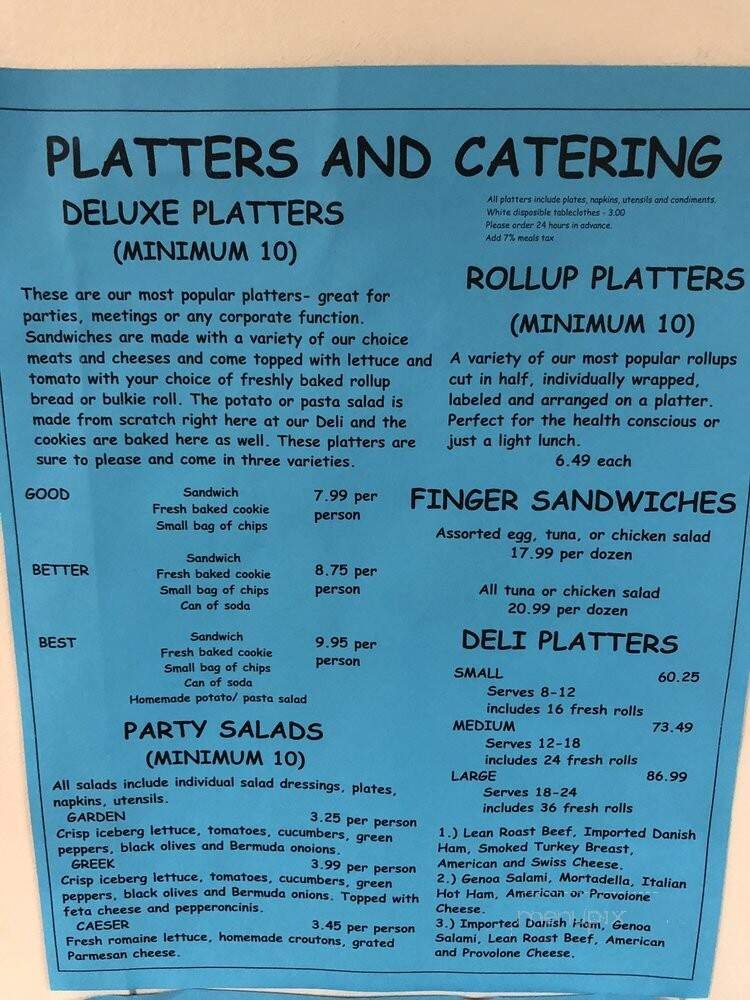 PLATTERS AND CATERING
DELUXE PLATTERS
(MINIMUM 10)
These are our most popular platters- great for
parties, meetings or any corporate function.
Sandwiches are made with a variety of our choice
meats and cheeses and come topped with lettuce and
tomato with your choice of freshly baked rollup
bread or bulkie roll. The potato or pasta salad is
made from scratch right here at our Deli and the
cookies are baked here as well. These platters are
sure to please and come in three varieties.
GOOD Sandwich 7.99 per
Fresh baked cookie person
Small bag of chips
BETTER Sandwich 8.75 per
Fresh baked cookie person
Small bag of chips
Can of soda
BEST Sandwich 9.95 per
Fresh baked cookie person
Small bag of chips
Can of soda
Homemade potato/ pasta salad
PARTY SALADS
(MINIMUM 10)
All salads include individual salad dressings, plates,
napkins, utensils.
GARDEN 3.25 per person
Crisp iceberg lettuce, tomatoes, cucumbers, green
peppers, black olives and Bermuda onoions.
GREEK 3.99 per person
Crisp iceberg lettuce, tomatoes, cucumbers, green
peppers, black olives and Bermuda onions. Topped with
feta cheese and pepperoncinis.
CAESER 3.45 per person
Fresh romaine lettuce, homemade croutons, grated
Parmesan cheese.
All platters include plates, napkins, utensils and condiments.
White disposible tableclothes - 3.00
Please order 24 hours in advance.
Add 7% meals tax
ROLLUP PLATTERS
(MINIMUM 10)
A variety of our most popular rollups
cut in half, individually wrapped,
labeled and arranged on a platter.
Perfect for the health conscious or
just a light lunch.
6.49 each
FINGER SANDWICHES
Assorted egg, tuna, or chicken salad
17.99 per dozen
All tuna or chicken salad
20.99 per dozen
DELI PLATTERS
SMALL 60.25
Serves 8-12
includes 16 fresh rolls
MEDIUM 73.49
Serves 12-18
includes 24 fresh rolls
LARGE 86.99
Serves 18-24
includes 36 fresh rolls
1.) Lean Roast Beef, Imported Danish
Ham, Smoked Turkey Breast,
American and Swiss Cheese.
2.) Genoa Salami, Mortadella, Italian
Hot Ham, American or Provolone
Cheese.
3.) Imported Danish Ham, Genoa
Salami, Lean Roast Beef, American
and Provolone Cheese.
menupix